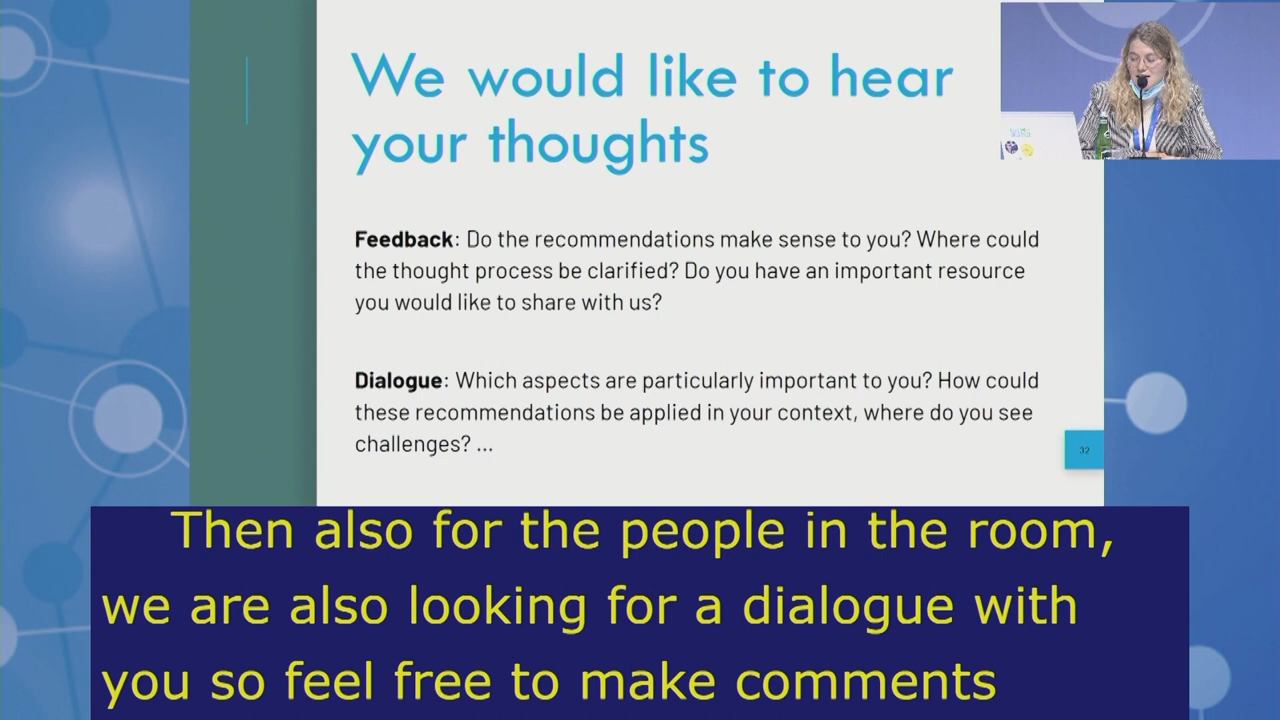 We would like to hear
your thoughts
Feedback: Do the recommendations make sense to you? Where could
the thought process be clarified? Do you have an important resource
you would like to share with us?
Dialogue: Which aspects are particularly important to you? How could
these recommendations be applied in your context, where do you see
challenges? ...
32
Then also for the people in the room,
we are also looking for a dialogue with
you so feel free to make comments